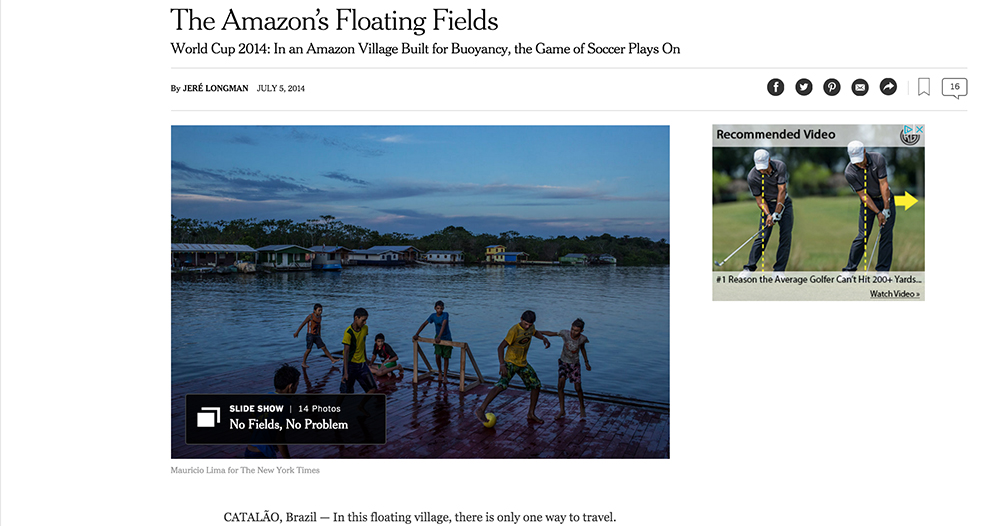 The Amazon's Floating Fields
World Cup 2014: In an Amazon Village Built for Buoyancy, the Game of Soccer Plays On
By JERÉ LONGMAN JULY 5, 2014
16
Recommended Video
#1 Reason the Average Golfer Can't Hit 200+ Yards...
Watch Video »
SLIDE SHOW | 14 Photos
No Fields, No Problem
Mauricio Lima for The New York Times
CATALÃO, Brazil — In this floating village, there is only one way to travel.